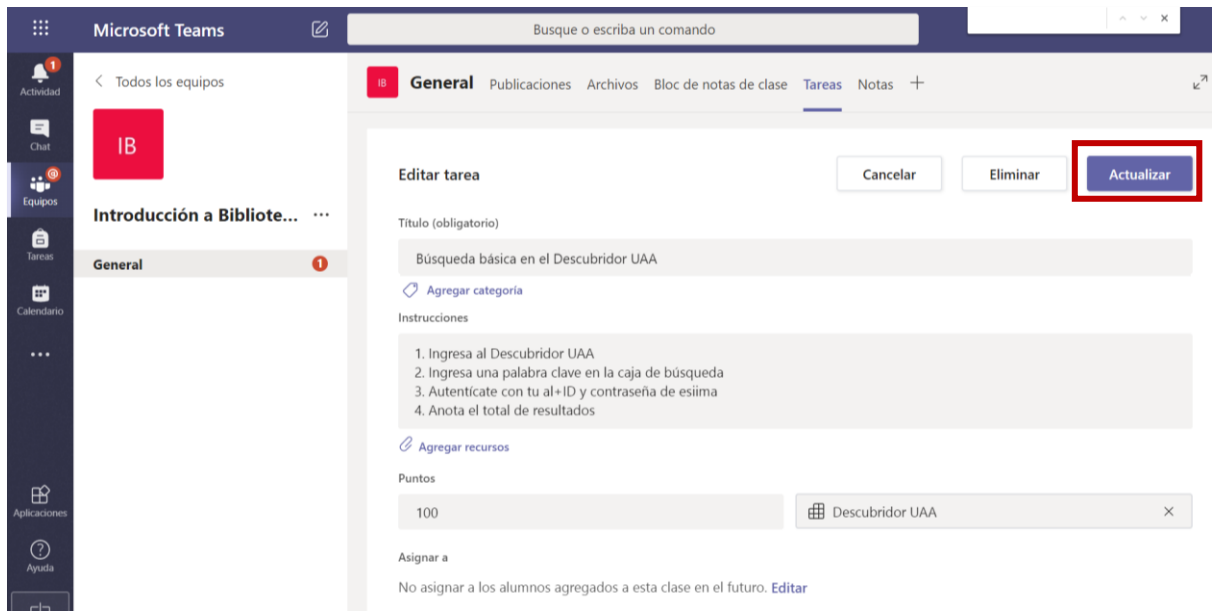 Microsoft Teams
Busque o escriba un comando
1
Actividad
Chat
@
Equipos
Tareas
Calendario
Aplicaciones
Ayuda
Todos los equipos
IB
Introducción a Bibliote... ...
General 1
IB General Publicaciones Archivos Bloc de notas de clase Tareas Notas +
Editar tarea
Cancelar Eliminar Actualizar
Título (obligatorio)
Búsqueda básica en el Descubridor UAA
Agregar categoría
Instrucciones
1. Ingresa al Descubridor UAA
2. Ingresa una palabra clave en la caja de búsqueda
3. Autentícate con tu al+ID y contraseña de esiima
4. Anota el total de resultados
Agregar recursos
Puntos
100 Descubridor UAA
Asignar a
No asignar a los alumnos agregados a esta clase en el futuro. Editar